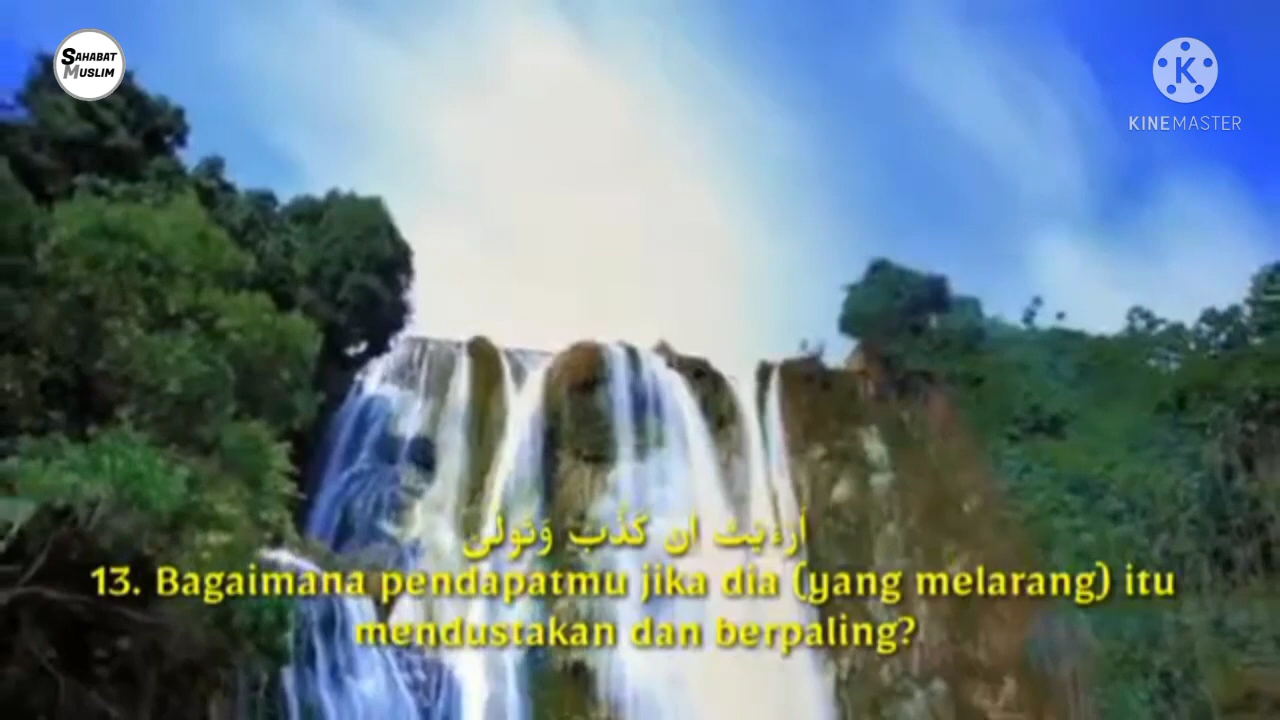 SAHABAT
MUSLIM
KINEMASTER
اَرَءَيْتَ اِنْ كَذَّبَ وَتَوَلّٰى
13. Bagaimana pendapatmu jika dia (yang melarang) itu
mendustakan dan berpaling?